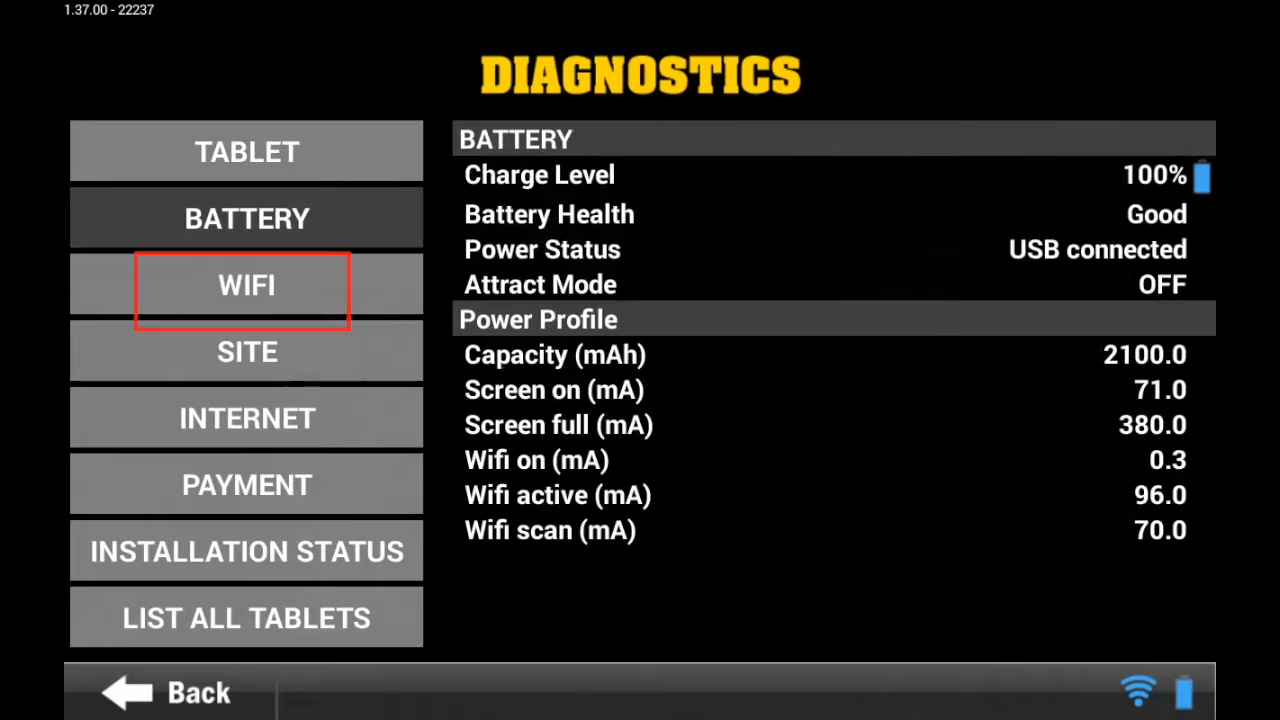 1.37.00 - 22237
DIAGNOSTICS
TABLET
BATTERY
WIFI
SITE
INTERNET
PAYMENT
INSTALLATION STATUS
LIST ALL TABLETS
BATTERY
Charge Level 100%
Battery Health Good
Power Status USB connected
Attract Mode OFF
Power Profile
Capacity (mAh) 2100.0
Screen on (mA) 71.0
Screen full (mA) 380.0
Wifi on (mA) 0.3
Wifi active (mA) 96.0
Wifi scan (mA) 70.0
Back